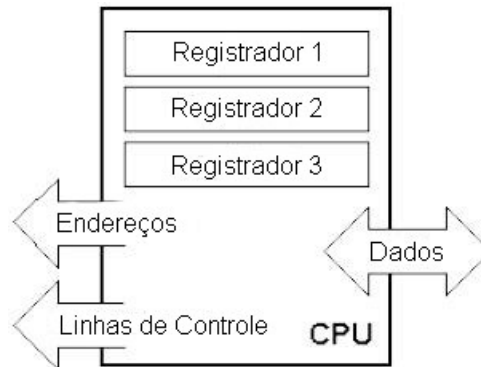 Registrador 1
Registrador 2
Registrador 3
Endereços
Dados
Linhas de Controle
CPU